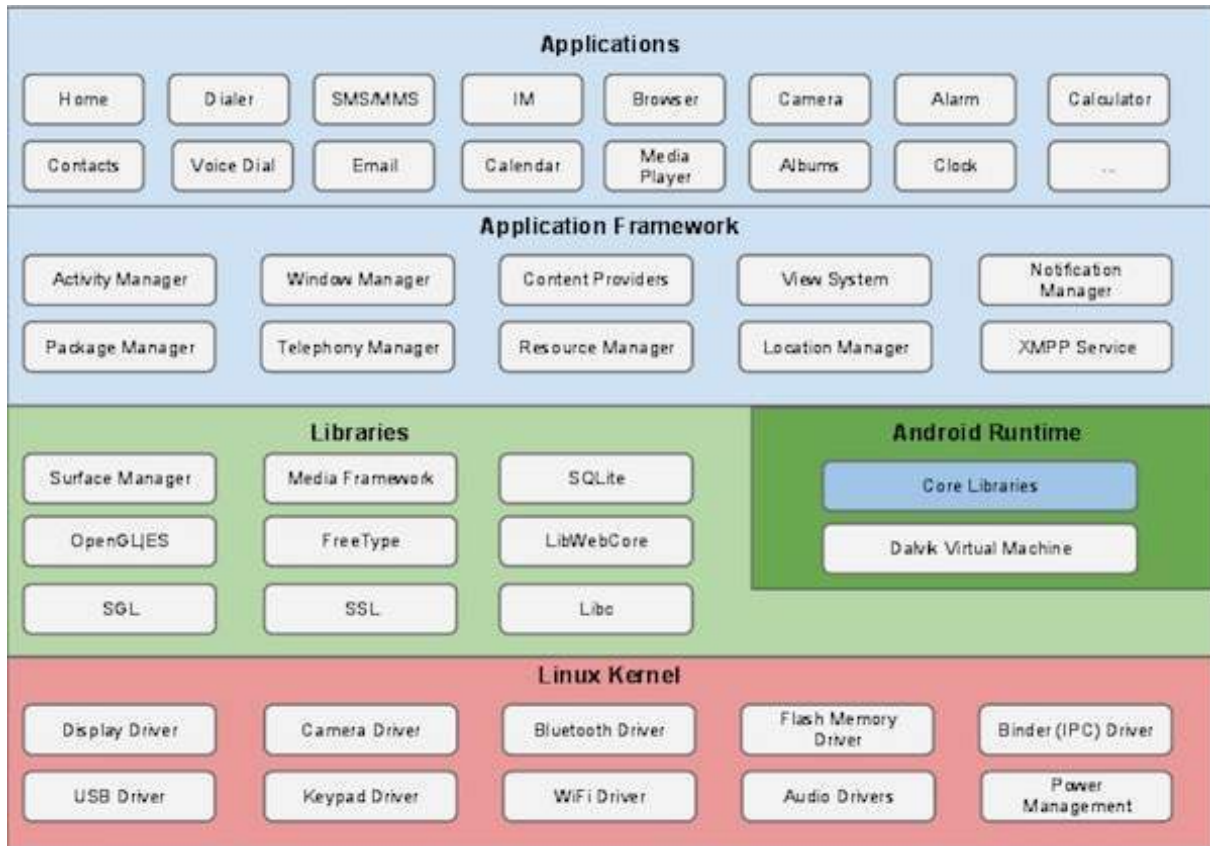 Applications
Home
Dialer
SMS/MMS
IM
Browser
Camera
Alarm
Calculator
Contacts
Voice Dial
Email
Calendar
Media
Player
Albums
Clock
...
Application Framework
Activity Manager
Window Manager
Content Providers
View System
Notification
Manager
Package Manager
Telephony Manager
Resource Manager
Location Manager
XMPP Service
Libraries
Surface Manager
Media Framework
SQLite
OpenGL|ES
FreeType
LibWebCore
SGL
SSL
Libc
Android Runtime
Core Libraries
Dalvik Virtual Machine
Linux Kernel
Display Driver
Camera Driver
Bluetooth Driver
Flash Memory
Driver
Binder (IPC) Driver
USB Driver
Keypad Driver
WiFi Driver
Audio Drivers
Power
Management